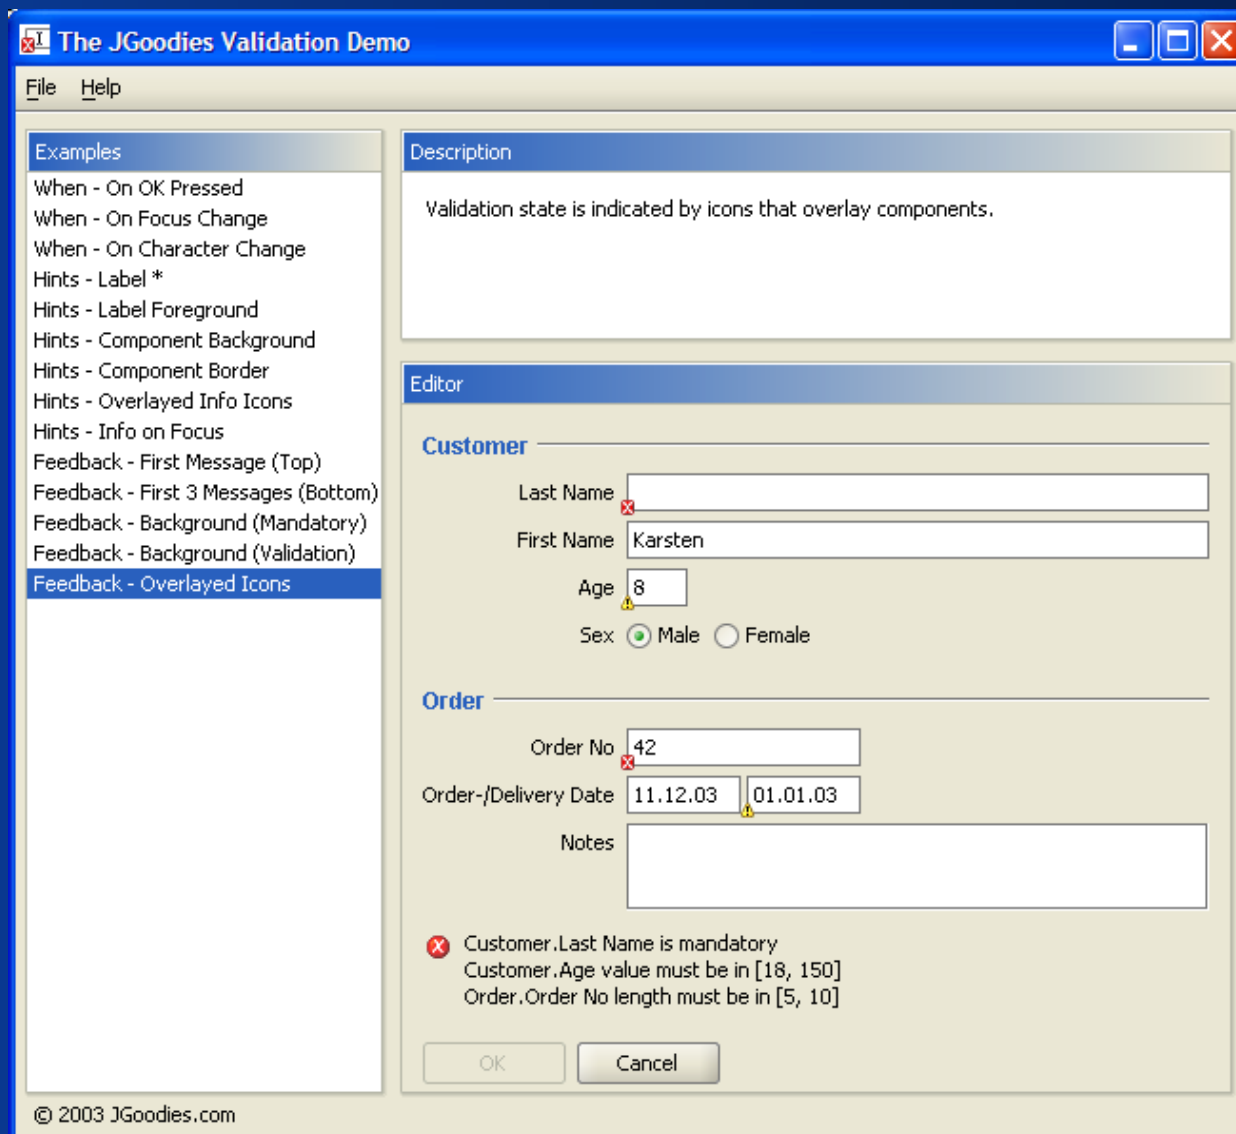 The JGoodies Validation Demo
File Help
Examples
When - On OK Pressed
When - On Focus Change
When - On Character Change
Hints - Label *
Hints - Label Foreground
Hints - Component Background
Hints - Component Border
Hints - Overlayed Info Icons
Hints - Info on Focus
Feedback - First Message (Top)
Feedback - First 3 Messages (Bottom)
Feedback - Background (Mandatory)
Feedback - Background (Validation)
Feedback - Overlayed Icons
Description
Validation state is indicated by icons that overlay components.
Editor
Customer
Last Name
First Name Karsten
Age 8
Sex Male Female
Order
Order No 42
Order-/Delivery Date 11.12.03 01.01.03
Notes
Customer.Last Name is mandatory
Customer.Age value must be in [18, 150]
Order.Order No length must be in [5, 10]
OK Cancel
© 2003 JGoodies.com